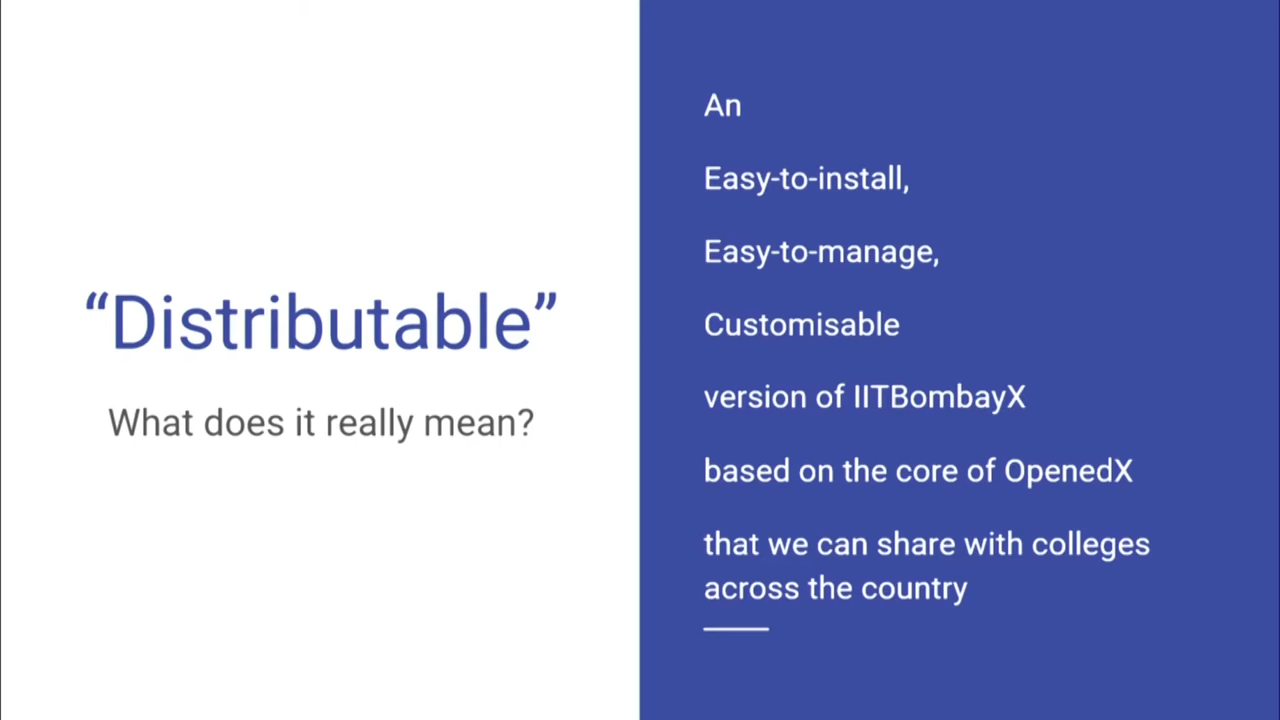 “Distributable”
What does it really mean?
An
Easy-to-install,
Easy-to-manage,
Customisable
version of IITBombayX
based on the core of OpenedX
that we can share with colleges
across the country